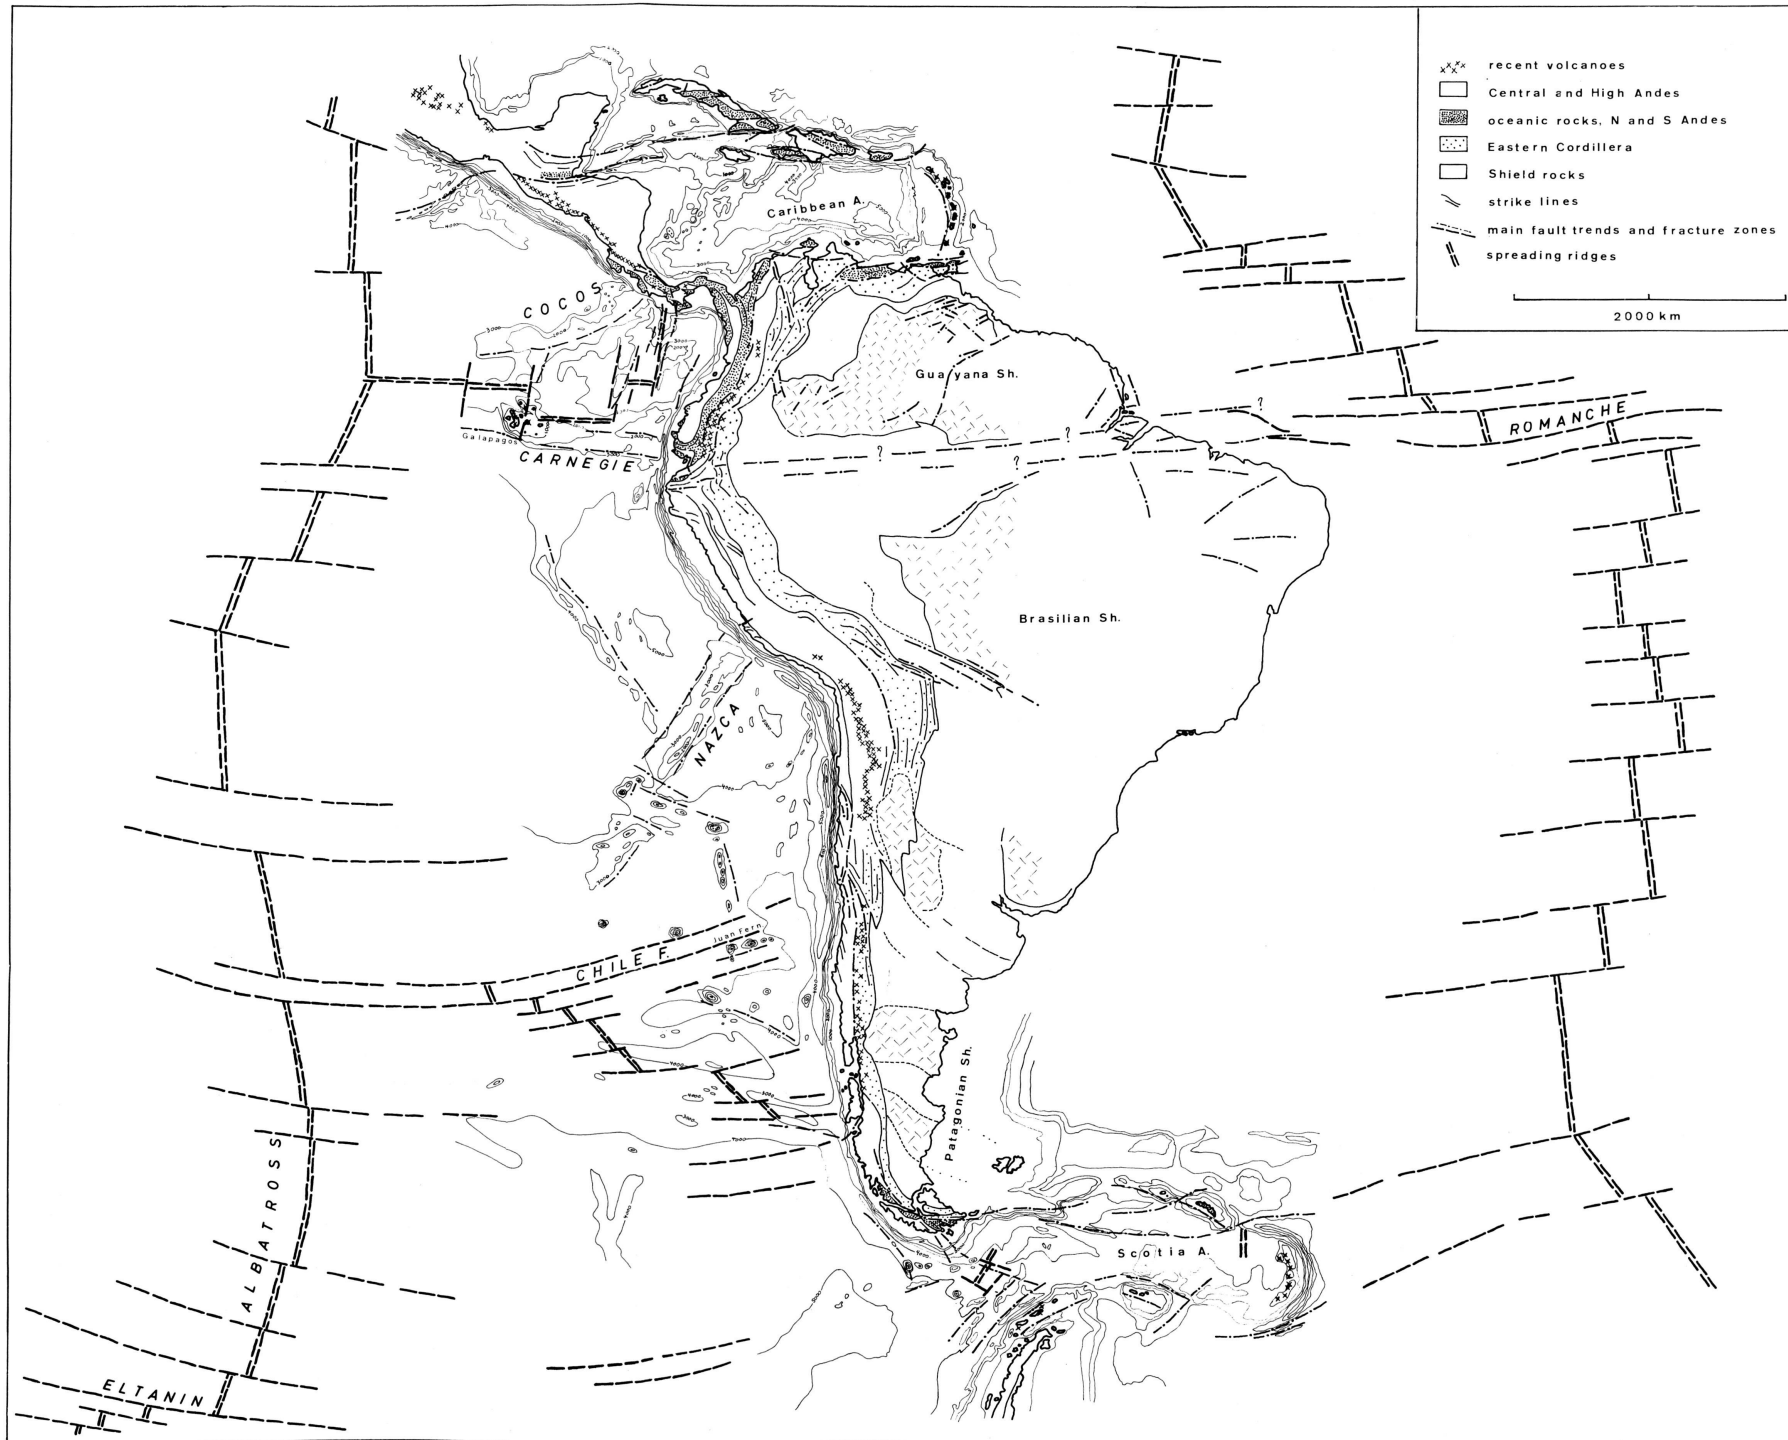 recent volcanoes
Central and High Andes
oceanic rocks, N and S Andes
Eastern Cordillera
Shield rocks
strike lines
main fault trends and fracture zones
spreading ridges
2000 km
Caribbean A.
COCOS
Guayana Sh.
Galapagos
CARNEGIE
ROMANCHE
?
?
?
?
Brasilian Sh.
NAZCA
Juan Fern.
CHILE F.
Patagonian Sh.
ALBATROSS
Scotia A.
ELTANIN